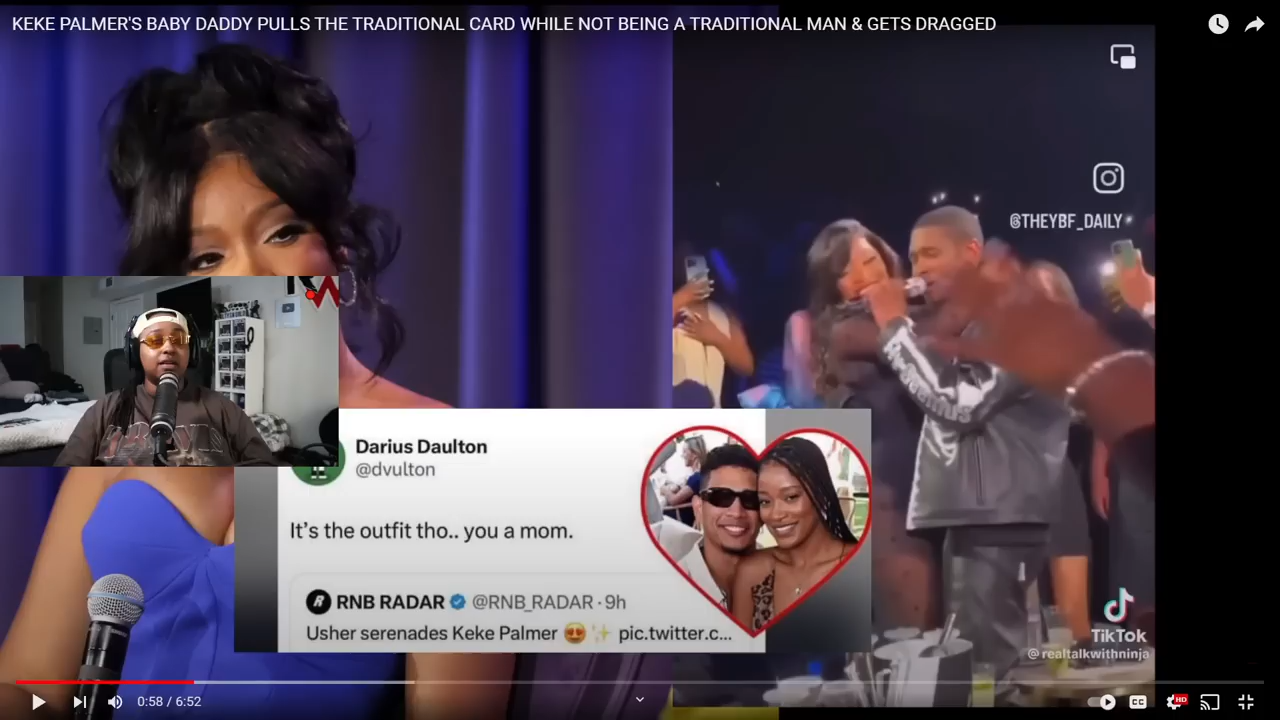 KEKE PALMER'S BABY DADDY PULLS THE TRADITIONAL CARD WHILE NOT BEING A TRADITIONAL MAN & GETS DRAGGED
@THEYBF_DAILY
Darius Daulton
@dvulton
It's the outfit tho.. you a mom.
RNB RADAR @RNB_RADAR · 9h
Usher serenades Keke Palmer 😍✨ pic.twitter.c...
TikTok
@realtalkwithninja
0:58 / 6:52
CC
HD